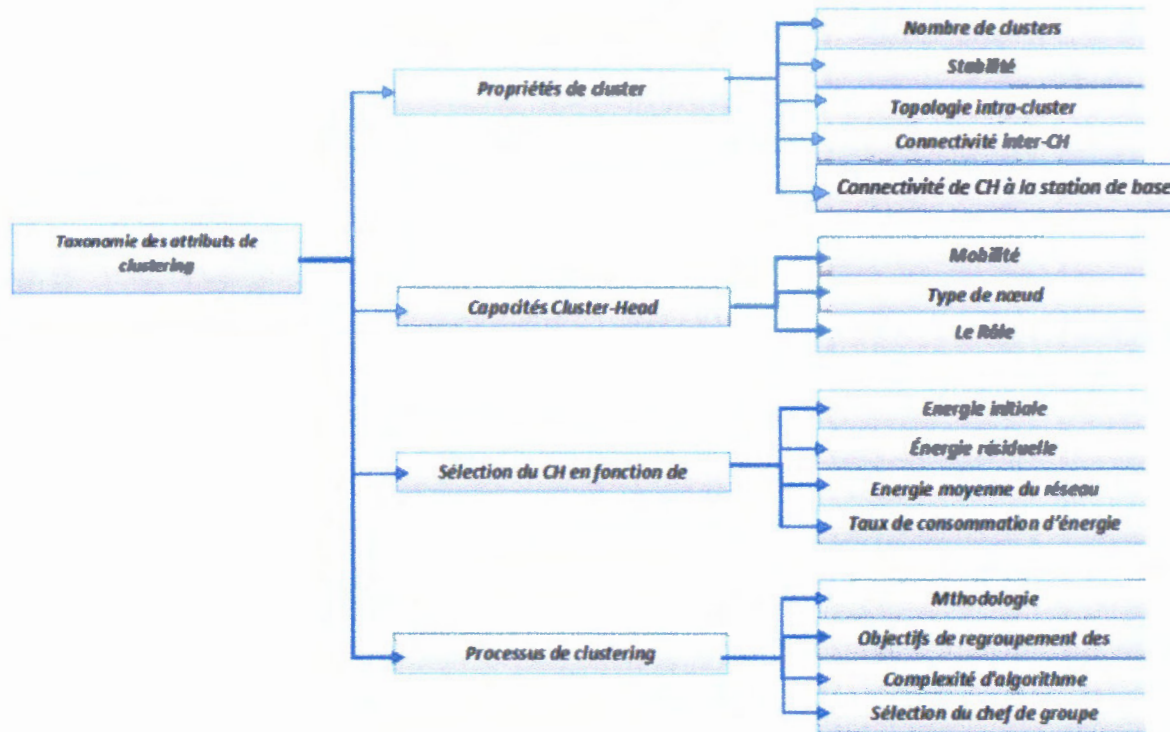 Taxonomie des attributs de
clustering
Propriétés de cluster
Nombre de clusters
Stabilité
Topologie intra-cluster
Connectivité inter-CH
Connectivité de CH à la station de base
Capacités Cluster-Head
Mobilité
Type de nœud
Le Rôle
Sélection du CH en fonction de
Energie initiale
Énergie résiduelle
Energie moyenne du réseau
Taux de consommation d'énergie
Processus de clustering
Mthodologie
Objectifs de regroupement des
Complexité d'algorithme
Sélection du chef de groupe